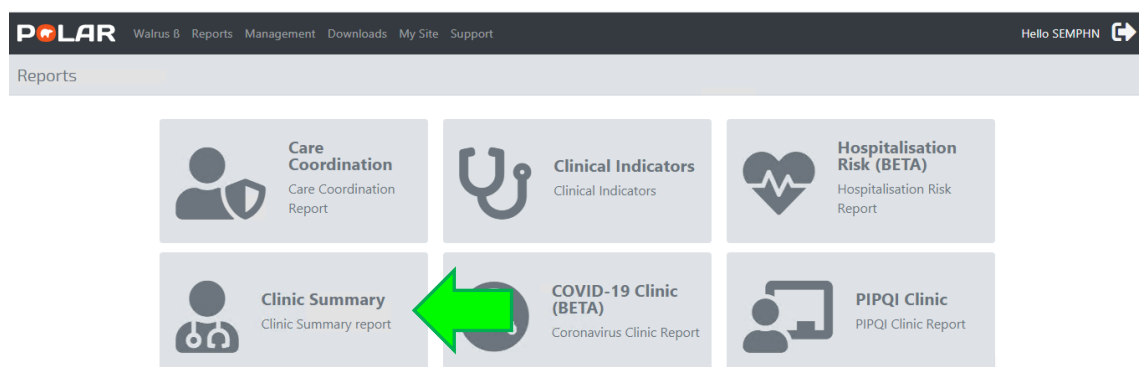 POLAR Walrus ß Reports Management Downloads My Site Support Hello SEMPHN
Reports
Care
Coordination
Care Coordination
Report
Clinical Indicators
Clinical Indicators
Hospitalisation
Risk (BETA)
Hospitalisation Risk
Report
Clinic Summary
Clinic Summary report
COVID-19 Clinic
(BETA)
Coronavirus Clinic Report
PIPQI Clinic
PIPQI Clinic Report